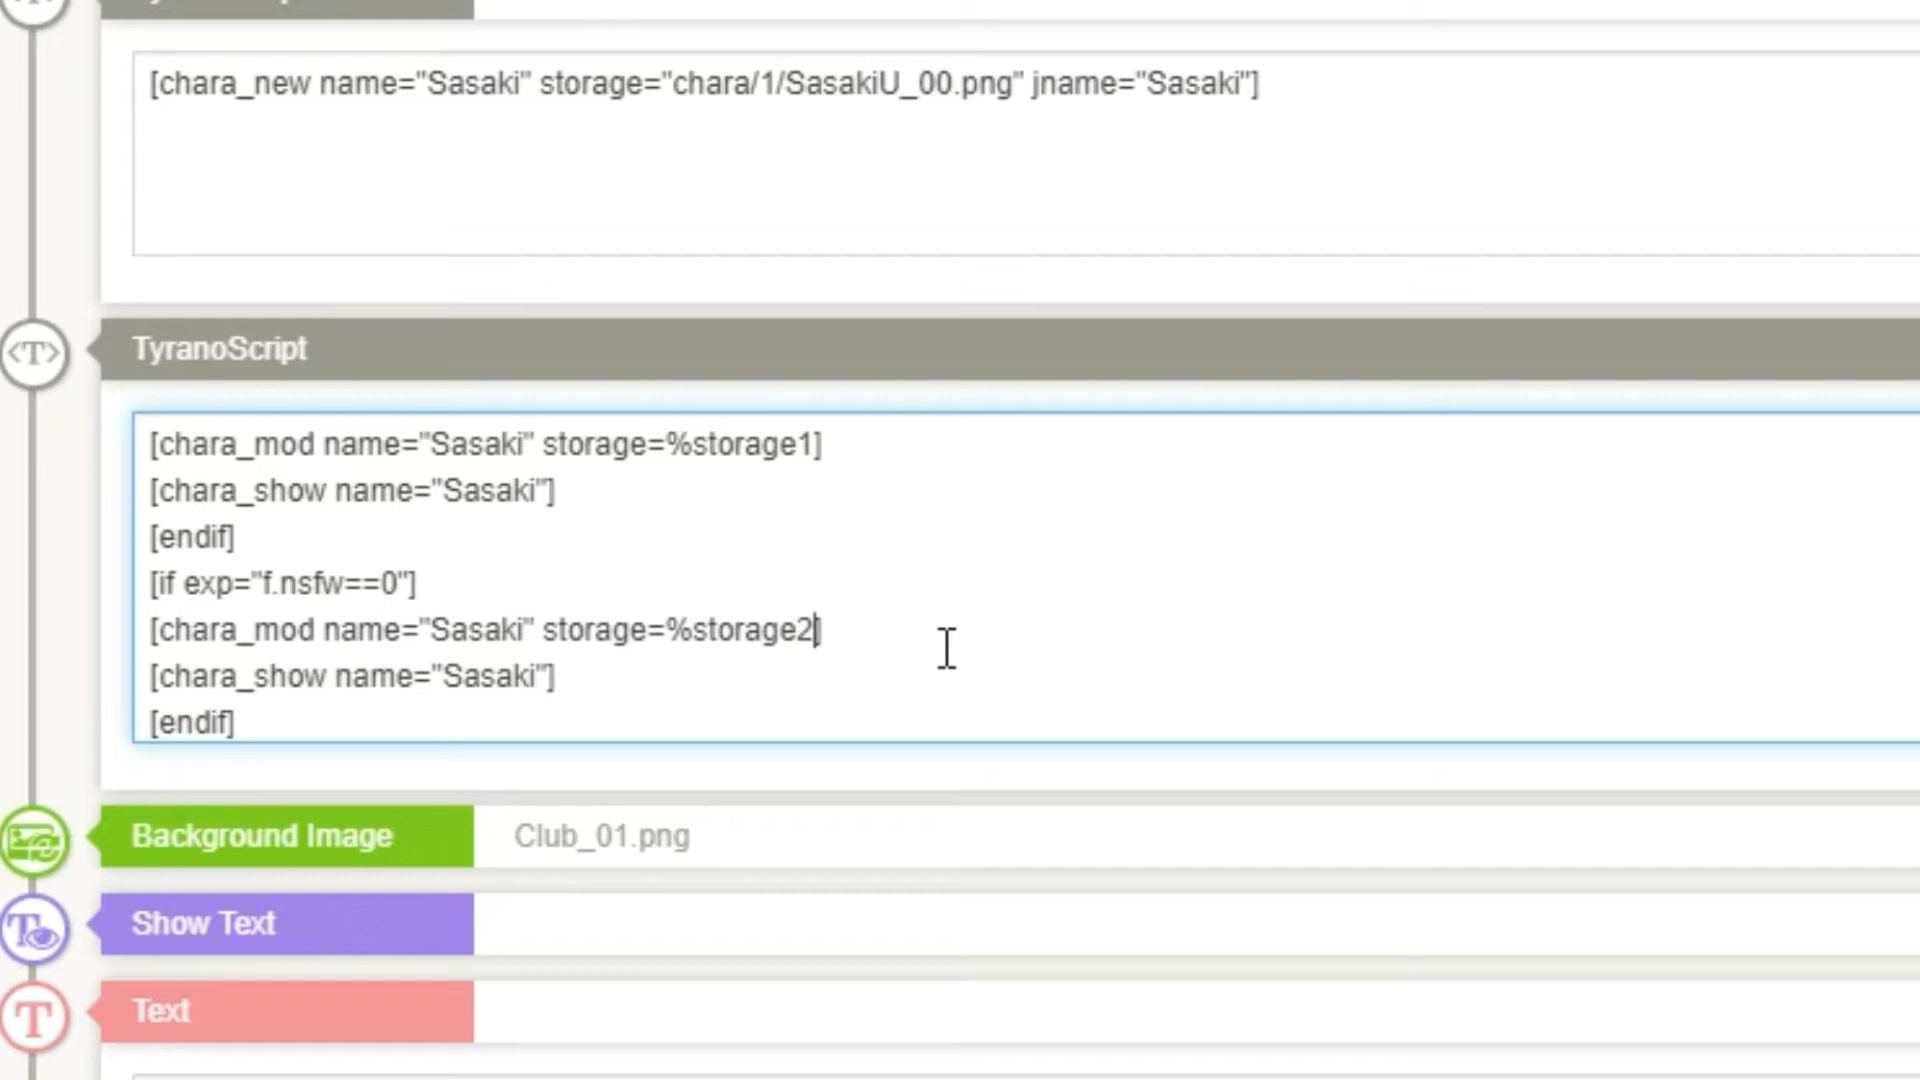 [chara_new name="Sasaki" storage="chara/1/SasakiU_00.png" jname="Sasaki"]
<T>
TyranoScript
[chara_mod name="Sasaki" storage=%storage1]
[chara_show name="Sasaki"]
[endif]
[if exp="f.nsfw==0"]
[chara_mod name="Sasaki" storage=%storage2]
[chara_show name="Sasaki"]
[endif]
Background Image
Club_01.png
T
Show Text
T
Text